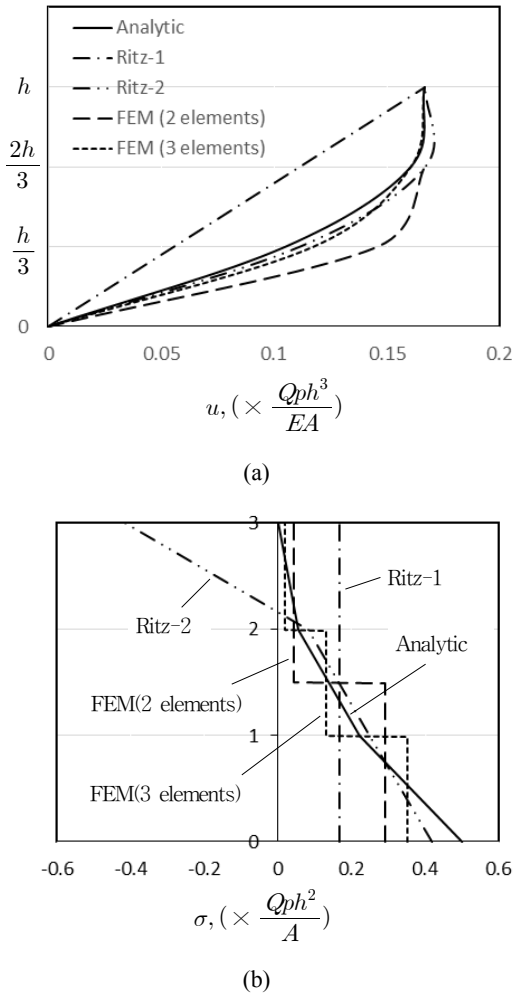 Analytic
Ritz-1
Ritz-2
FEM (2 elements)
FEM (3 elements)
h
2h/3
h/3
0
0 0.05 0.1 0.15 0.2
u, (× Qph³/EA)
(a)
3
Ritz-1
Ritz-2
2
Analytic
FEM(2 elements)
1
FEM(3 elements)
0
-0.6 -0.4 -0.2 0 0.2 0.4 0.6
σ, (× Qph²/A)
(b)